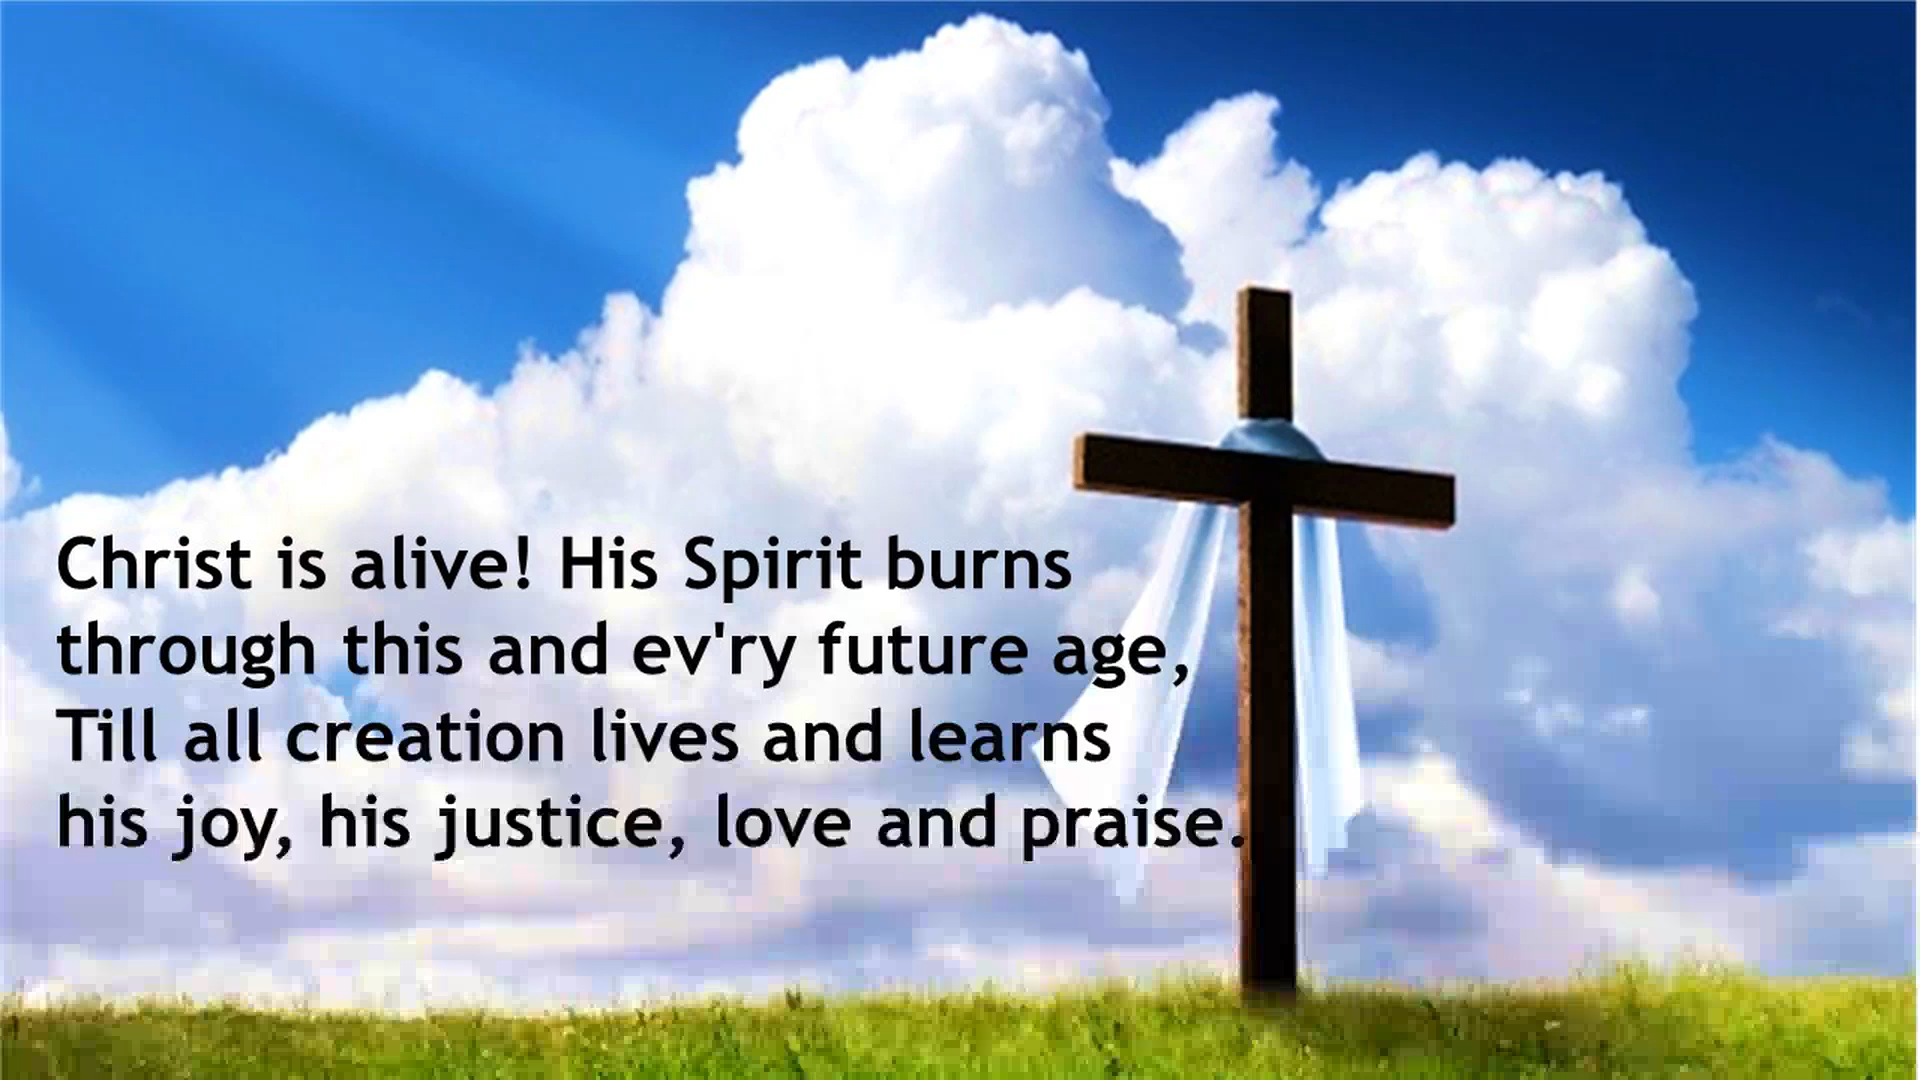 Christ is alive! His Spirit burns
through this and ev'ry future age,
Till all creation lives and learns
his joy, his justice, love and praise.